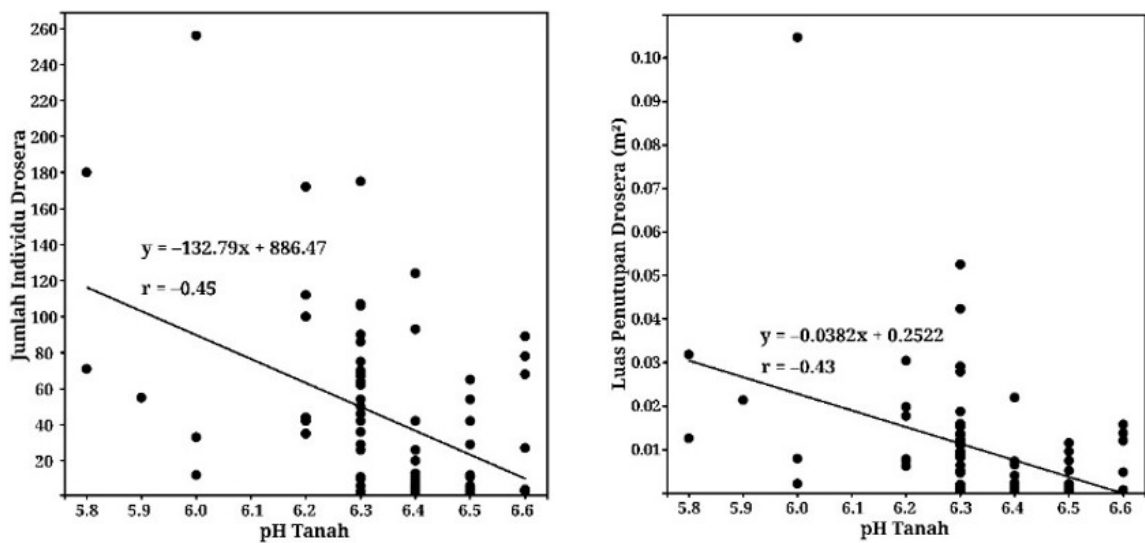 260
240
220
200
180
160
140
120
100
80
60
40
20
Jumlah Individu Drosera
y = –132.79x + 886.47
r = –0.45
5.8 5.9 6.0 6.1 6.2 6.3 6.4 6.5 6.6
pH Tanah
0.10
0.09
0.08
0.07
0.06
0.05
0.04
0.03
0.02
0.01
Luas Penutupan Drosera (m²)
y = –0.0382x + 0.2522
r = –0.43
5.8 5.9 6.0 6.1 6.2 6.3 6.4 6.5 6.6
pH Tanah